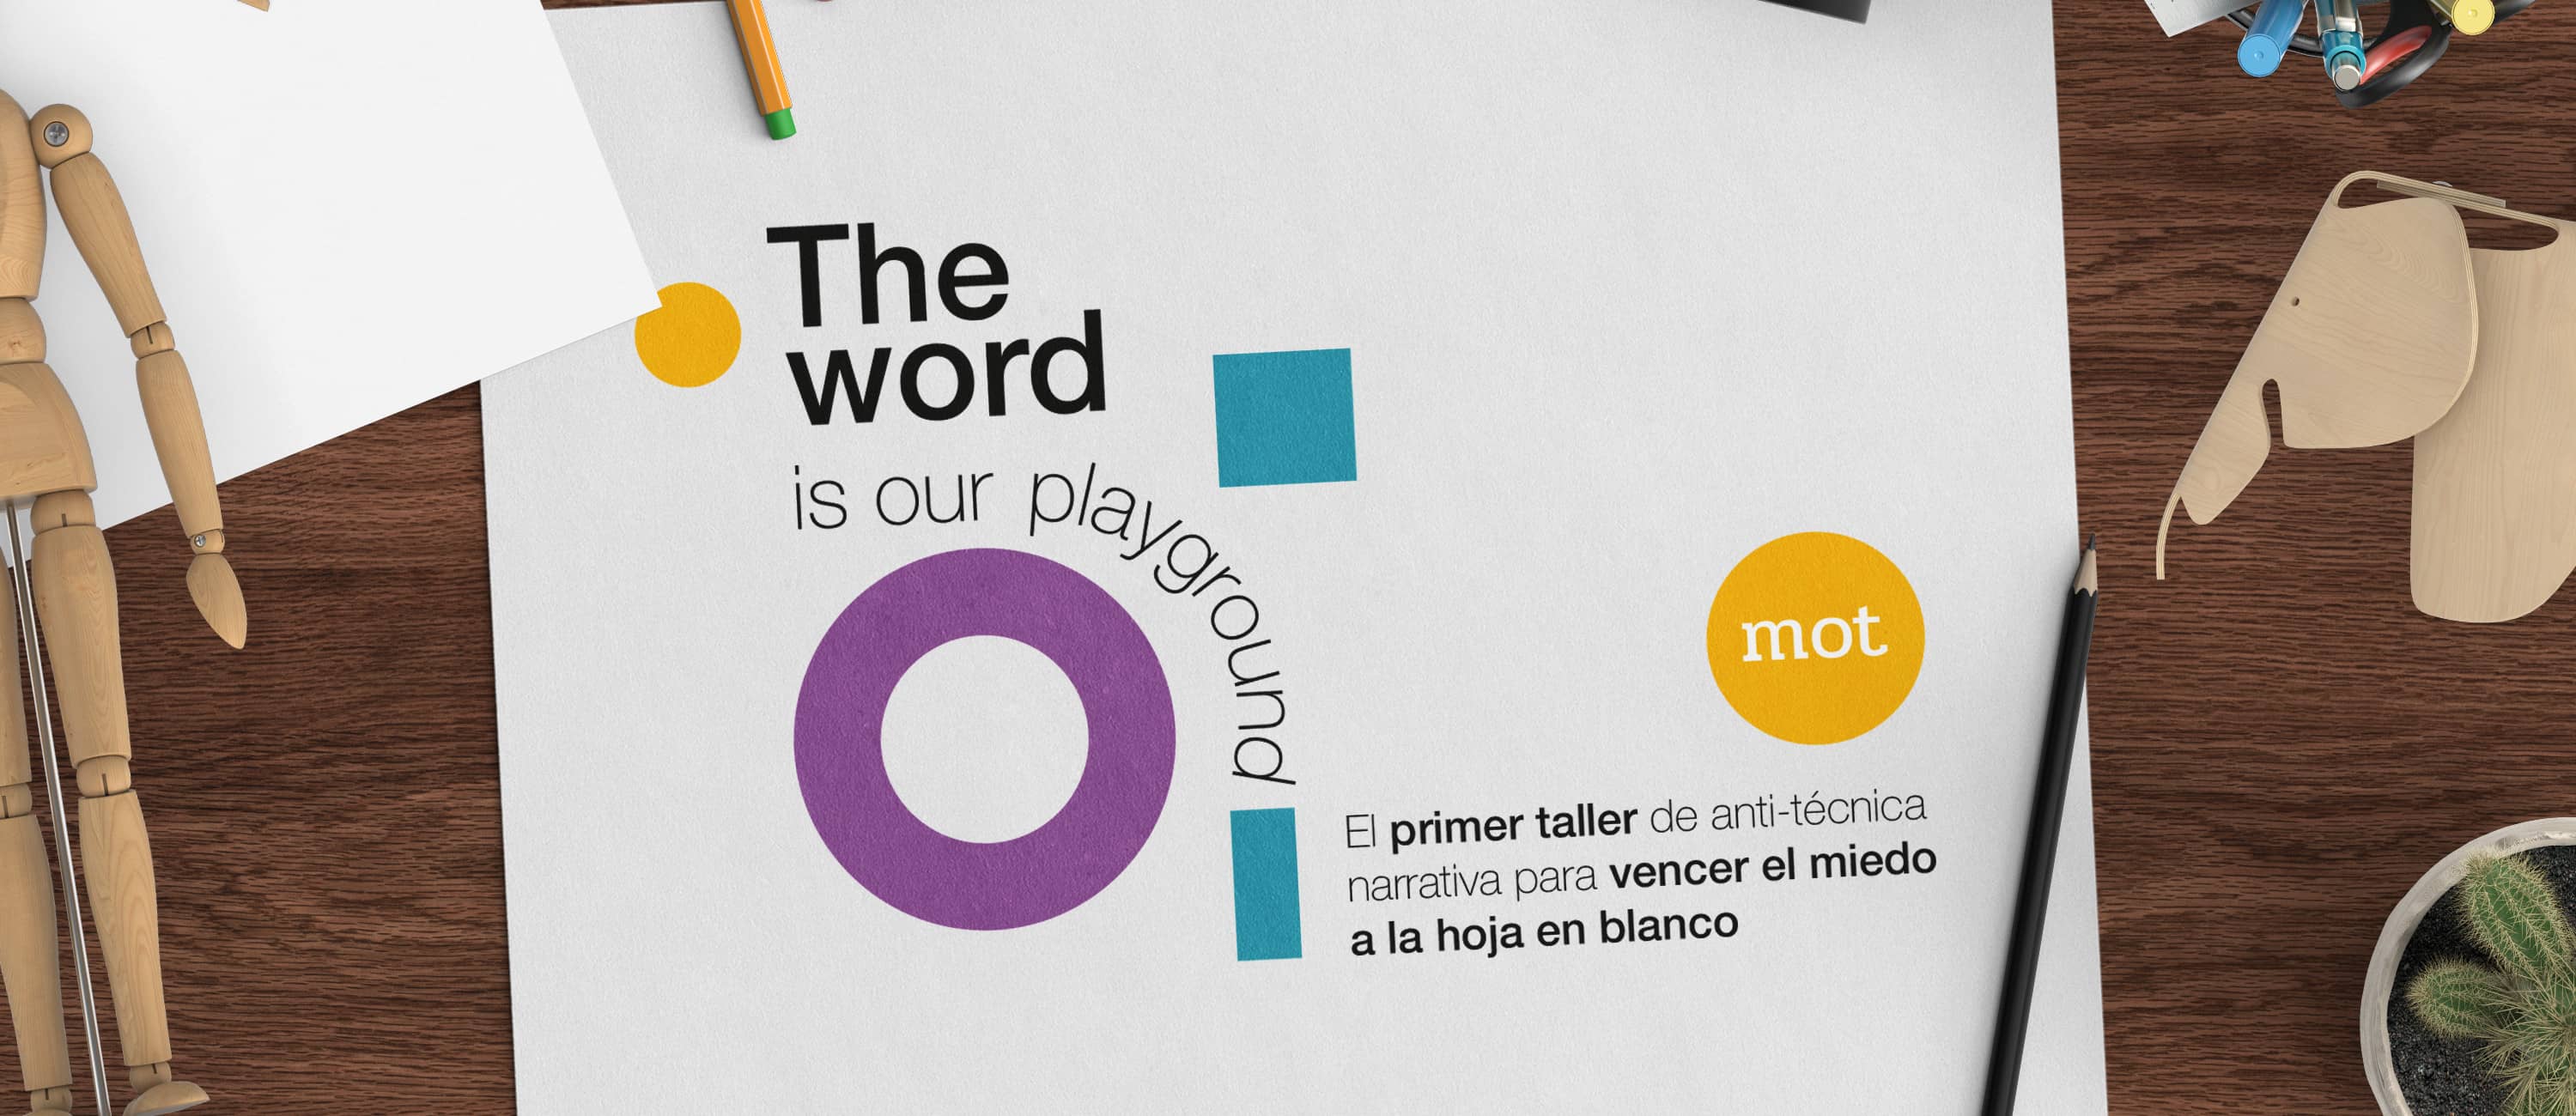 The
word
is our playground
mot
El primer taller de anti-técnica
narrativa para vencer el miedo
a la hoja en blanco